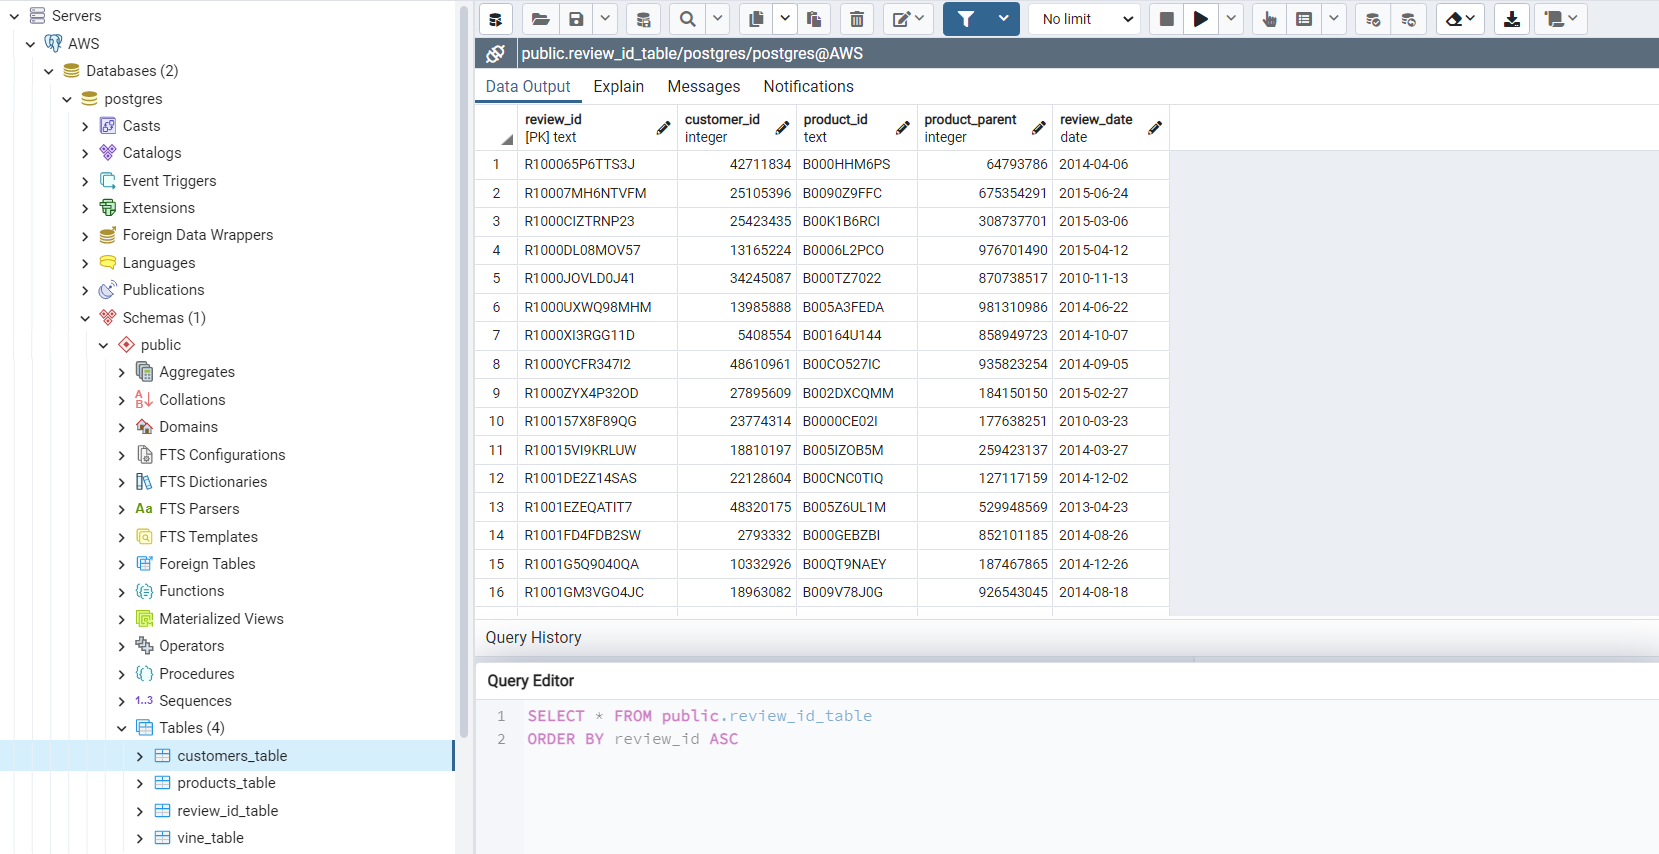 Servers
AWS
Databases (2)
postgres
Casts
Catalogs
Event Triggers
Extensions
Foreign Data Wrappers
Languages
Publications
Schemas (1)
public
Aggregates
Collations
Domains
FTS Configurations
FTS Dictionaries
Aa FTS Parsers
FTS Templates
Foreign Tables
Functions
Materialized Views
Operators
Procedures
1..3 Sequences
Tables (4)
customers_table
products_table
review_id_table
vine_table
No limit
public.review_id_table/postgres/postgres@AWS
Data Output Explain Messages Notifications
review_id customer_id product_id product_parent review_date
[PK] text integer text integer date
1 R100065P6TTS3J 42711834 B000HHM6PS 64793786 2014-04-06
2 R10007MH6NTVFM 25105396 B0090Z9FFC 675354291 2015-06-24
3 R1000CIZTRNP23 25423435 B00K1B6RCI 308737701 2015-03-06
4 R1000DL08MOV57 13165224 B0006L2PCO 976701490 2015-04-12
5 R1000JOVLD0J41 34245087 B000TZ7022 870738517 2010-11-13
6 R1000UXWQ98MHM 13985888 B005A3FEDA 981310986 2014-06-22
7 R1000XI3RGG11D 5408554 B00164U144 858949723 2014-10-07
8 R1000YCFR347I2 48610961 B00CO527IC 935823254 2014-09-05
9 R1000ZYX4P32OD 27895609 B002DXCQMM 184150150 2015-02-27
10 R100157X8F89QG 23774314 B0000CE02I 177638251 2010-03-23
11 R10015VI9KRLUW 18810197 B005IZOB5M 259423137 2014-03-27
12 R1001DE2Z14SAS 22128604 B00CNC0TIQ 127117159 2014-12-02
13 R1001EZEQATIT7 48320175 B005Z6UL1M 529948569 2013-04-23
14 R1001FD4FDB2SW 2793332 B000GEBZBI 852101185 2014-08-26
15 R1001G5Q9040QA 10332926 B00QT9NAEY 187467865 2014-12-26
16 R1001GM3VGO4JC 18963082 B009V78J0G 926543045 2014-08-18
Query History
Query Editor
1 SELECT * FROM public.review_id_table
2 ORDER BY review_id ASC